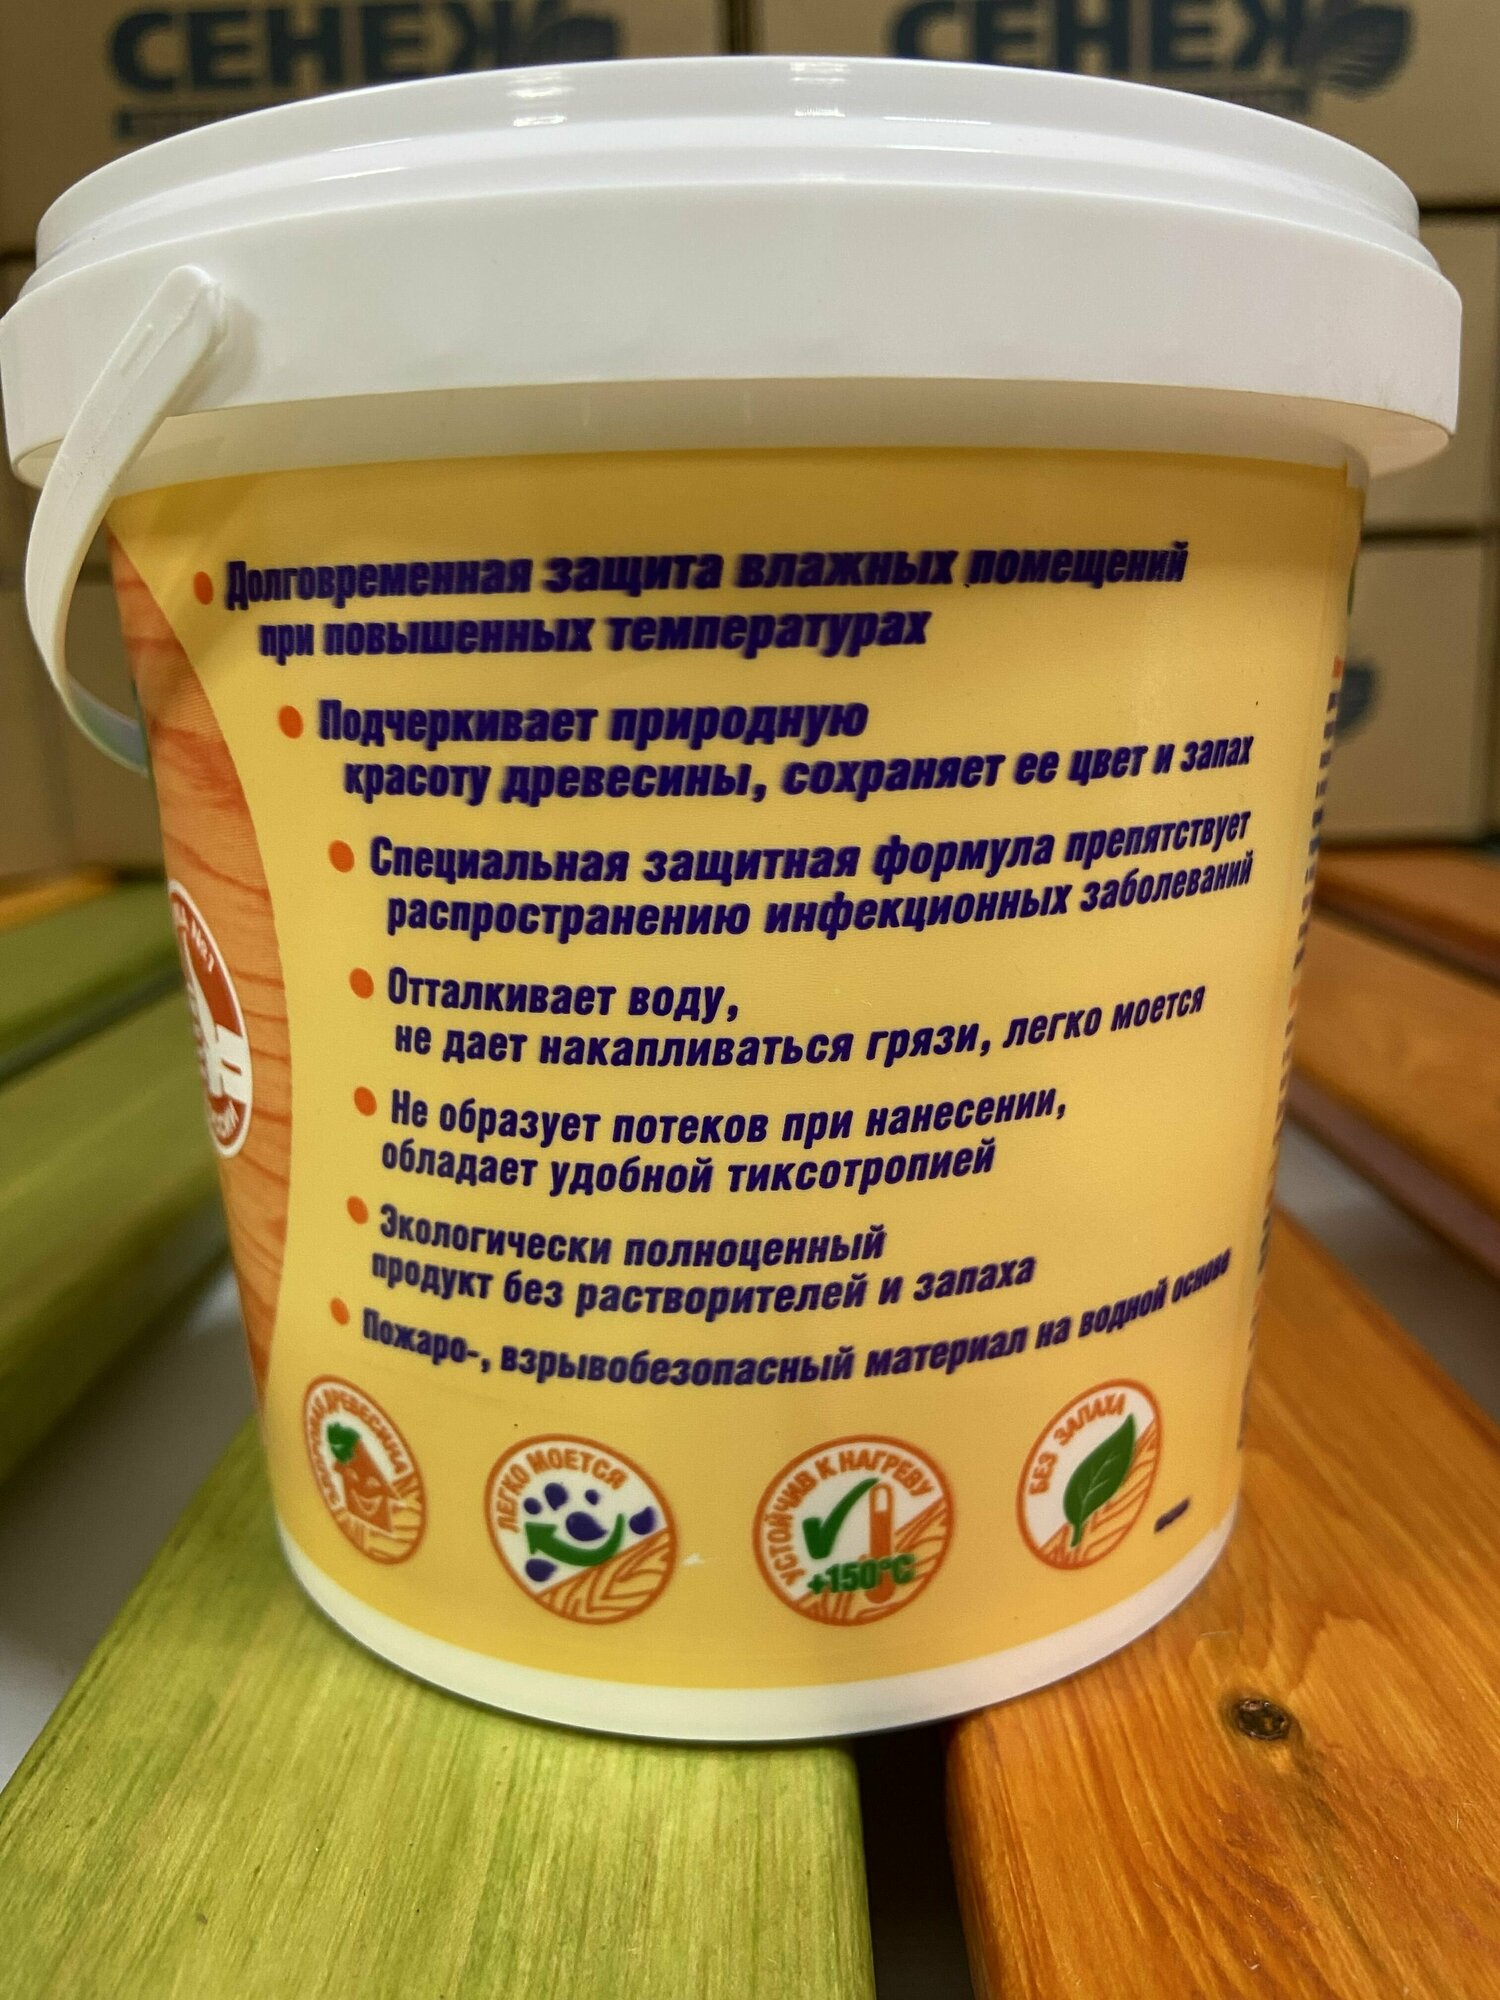 СЕНЕЖ
СЕНЕЖ
• Долговременная защита влажных помещений
при повышенных температурах
• Подчеркивает природную
красоту древесины, сохраняет ее цвет и запах
• Специальная защитная формула препятствует
распространению инфекционных заболеваний
• Отталкивает воду,
не дает накапливаться грязи, легко моется
• Не образует потеков при нанесении,
обладает удобной тиксотропией
• Экологически полноценный
продукт без растворителей и запаха
• Пожаро-, взрывобезопасный материал на водной основе
ЗДОРОВАЯ ДРЕВЕСИНА
ЛЕГКО МОЕТСЯ
УСТОЙЧИВ К НАГРЕВУ
+150°C
БЕЗ ЗАПАХА